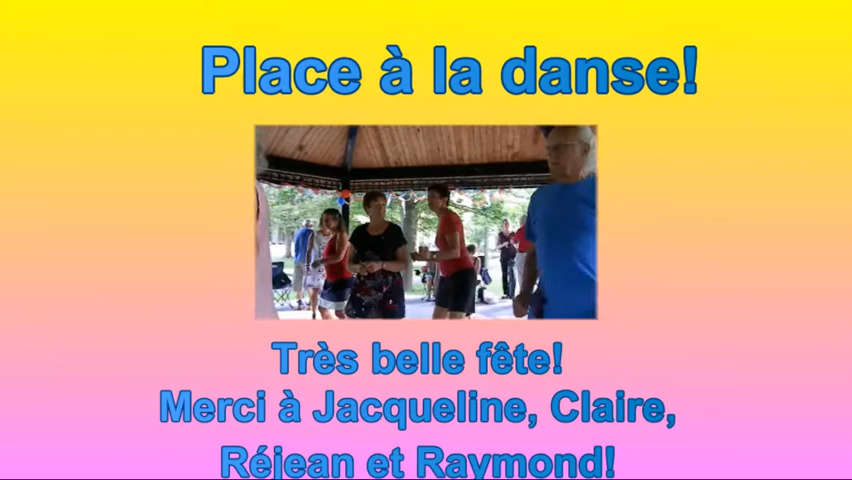 Place à la danse!
Très belle fête!
Merci à Jacqueline, Claire,
Réjean et Raymond!